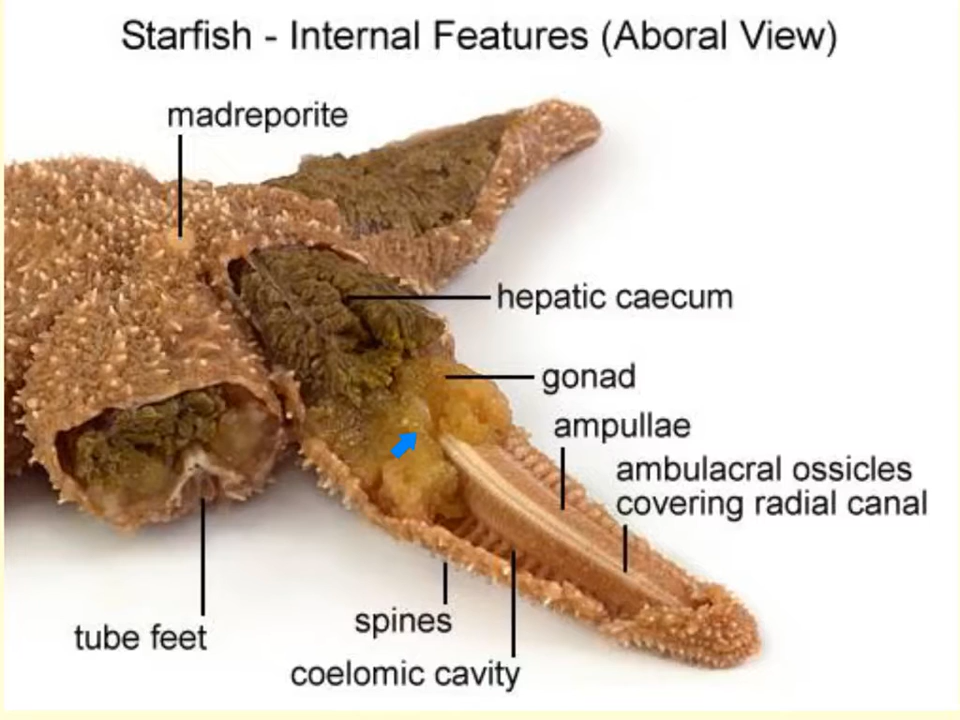 Starfish - Internal Features (Aboral View)
madreporite
hepatic caecum
gonad
ampullae
ambulacral ossicles
covering radial canal
spines
tube feet
coelomic cavity